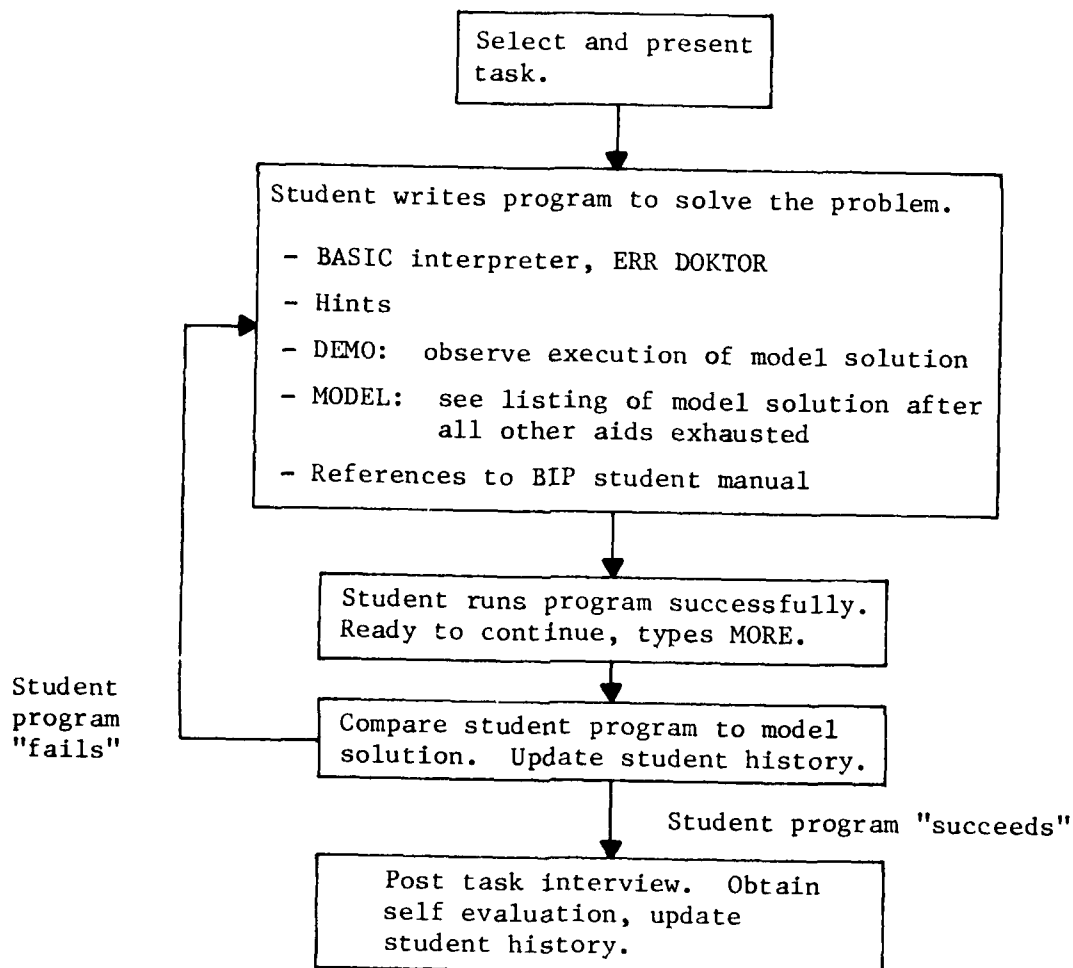 Select and present
task.
Student writes program to solve the problem.
- BASIC interpreter, ERR DOKTOR
- Hints
- DEMO: observe execution of model solution
- MODEL: see listing of model solution after
all other aids exhausted
- References to BIP student manual
Student runs program successfully.
Ready to continue, types MORE.
Student
program
"fails"
Compare student program to model
solution. Update student history.
Student program "succeeds"
Post task interview. Obtain
self evaluation, update
student history.